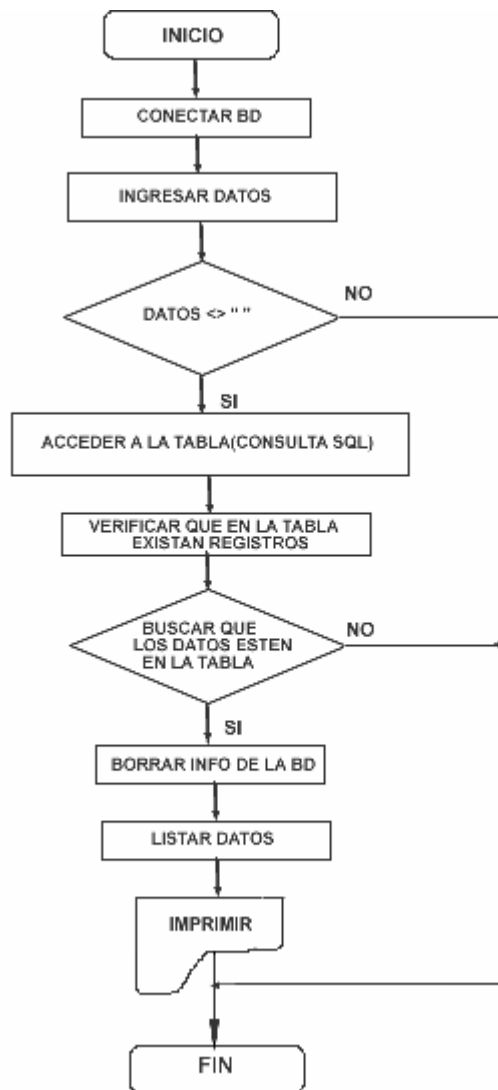 INICIO
CONECTAR BD
INGRESAR DATOS
DATOS <> " "
NO
SI
ACCEDER A LA TABLA(CONSULTA SQL)
VERIFICAR QUE EN LA TABLA
EXISTAN REGISTROS
BUSCAR QUE
LOS DATOS ESTEN
EN LA TABLA
NO
SI
BORRAR INFO DE LA BD
LISTAR DATOS
IMPRIMIR
FIN